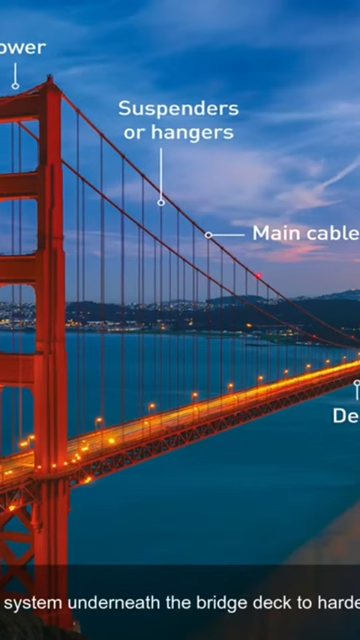 ower
Suspenders
or hangers
Main cable
De
system underneath the bridge deck to harde